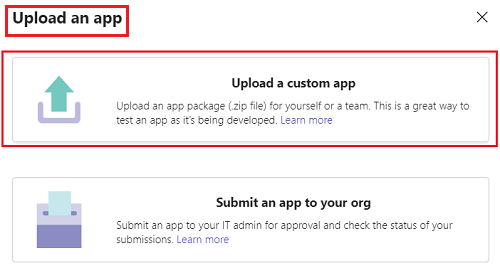 Upload an app
Upload a custom app
Upload an app package (.zip file) for yourself or a team. This is a great way to
test an app as it's being developed. Learn more
Submit an app to your org
Submit an app to your IT admin for approval and check the status of your
submissions. Learn more